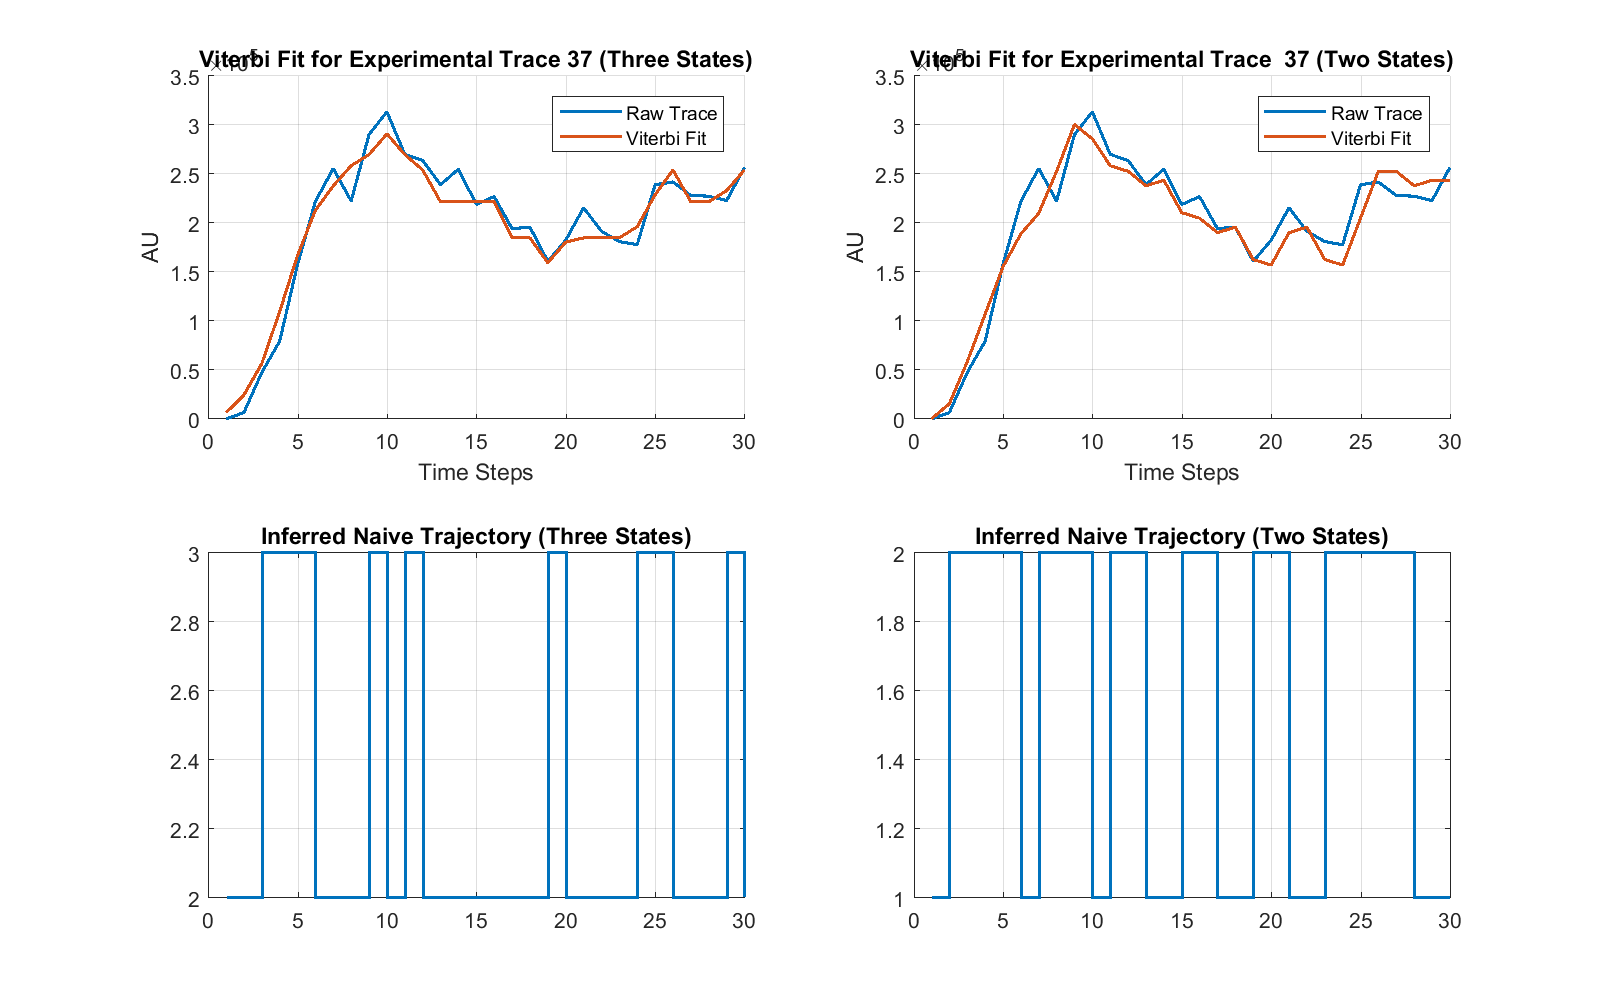 Viterbi Fit for Experimental Trace 37 (Three States)
×10^5
3.5
3
2.5
2
1.5
1
0.5
0
AU
Raw Trace
Viterbi Fit
0 5 10 15 20 25 30
Time Steps
Viterbi Fit for Experimental Trace 37 (Two States)
×10^5
3.5
3
2.5
2
1.5
1
0.5
0
AU
Raw Trace
Viterbi Fit
0 5 10 15 20 25 30
Time Steps
Inferred Naive Trajectory (Three States)
3
2.8
2.6
2.4
2.2
2
0 5 10 15 20 25 30
Inferred Naive Trajectory (Two States)
2
1.8
1.6
1.4
1.2
1
0 5 10 15 20 25 30